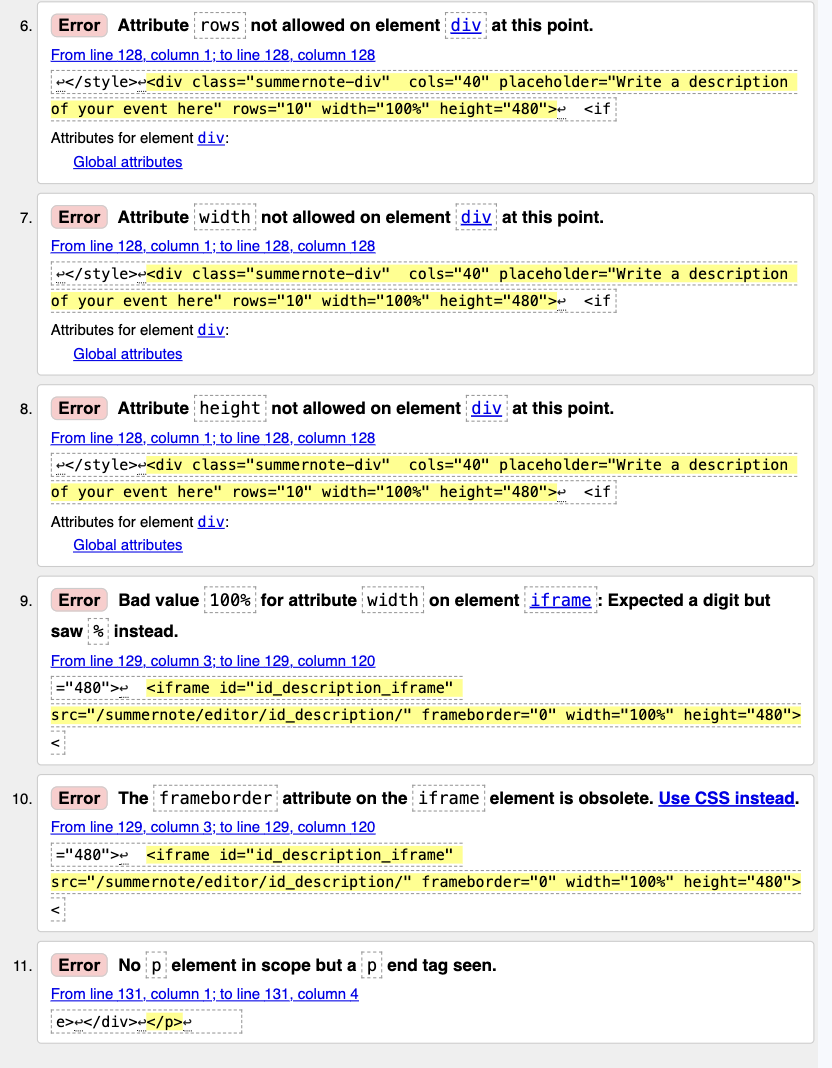 6. Error Attribute rows not allowed on element div at this point.
From line 128, column 1; to line 128, column 128
↩</style>↩<div class="summernote-div"  cols="40" placeholder="Write a description
of your event here" rows="10" width="100%" height="480">↩  <if
Attributes for element div:
Global attributes
7. Error Attribute width not allowed on element div at this point.
From line 128, column 1; to line 128, column 128
↩</style>↩<div class="summernote-div"  cols="40" placeholder="Write a description
of your event here" rows="10" width="100%" height="480">↩  <if
Attributes for element div:
Global attributes
8. Error Attribute height not allowed on element div at this point.
From line 128, column 1; to line 128, column 128
↩</style>↩<div class="summernote-div"  cols="40" placeholder="Write a description
of your event here" rows="10" width="100%" height="480">↩  <if
Attributes for element div:
Global attributes
9. Error Bad value 100% for attribute width on element iframe: Expected a digit but
saw % instead.
From line 129, column 3; to line 129, column 120
="480">↩  <iframe id="id_description_iframe"
src="/summernote/editor/id_description/" frameborder="0" width="100%" height="480">
<
10. Error The frameborder attribute on the iframe element is obsolete. Use CSS instead.
From line 129, column 3; to line 129, column 120
="480">↩  <iframe id="id_description_iframe"
src="/summernote/editor/id_description/" frameborder="0" width="100%" height="480">
<
11. Error No p element in scope but a p end tag seen.
From line 131, column 1; to line 131, column 4
e>↩</div>↩</p>↩